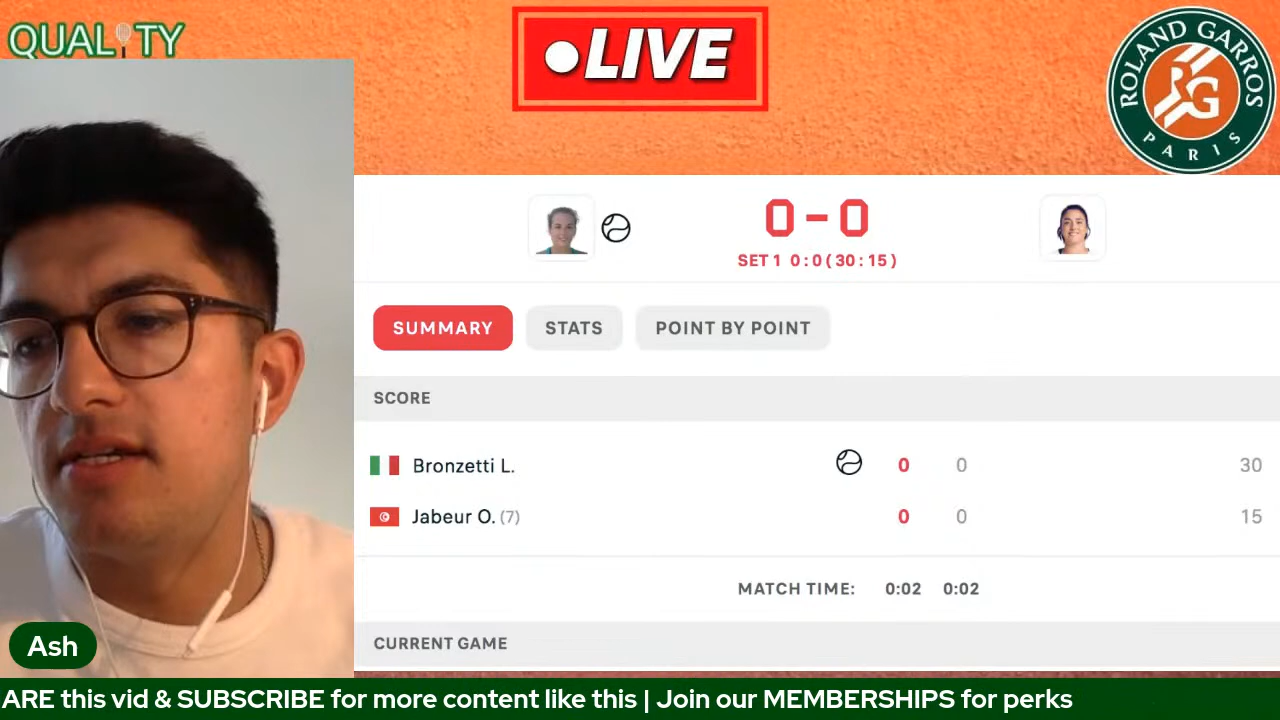 QUALITY
LIVE
ROLAND GARROS
RG
PARIS
0 - 0
SET 1 0 : 0 ( 30 : 15 )
SUMMARY
STATS
POINT BY POINT
SCORE
Bronzetti L. 0 0 30
Jabeur O. (7) 0 0 15
MATCH TIME: 0:02 0:02
CURRENT GAME
Ash
ARE this vid & SUBSCRIBE for more content like this | Join our MEMBERSHIPS for perks